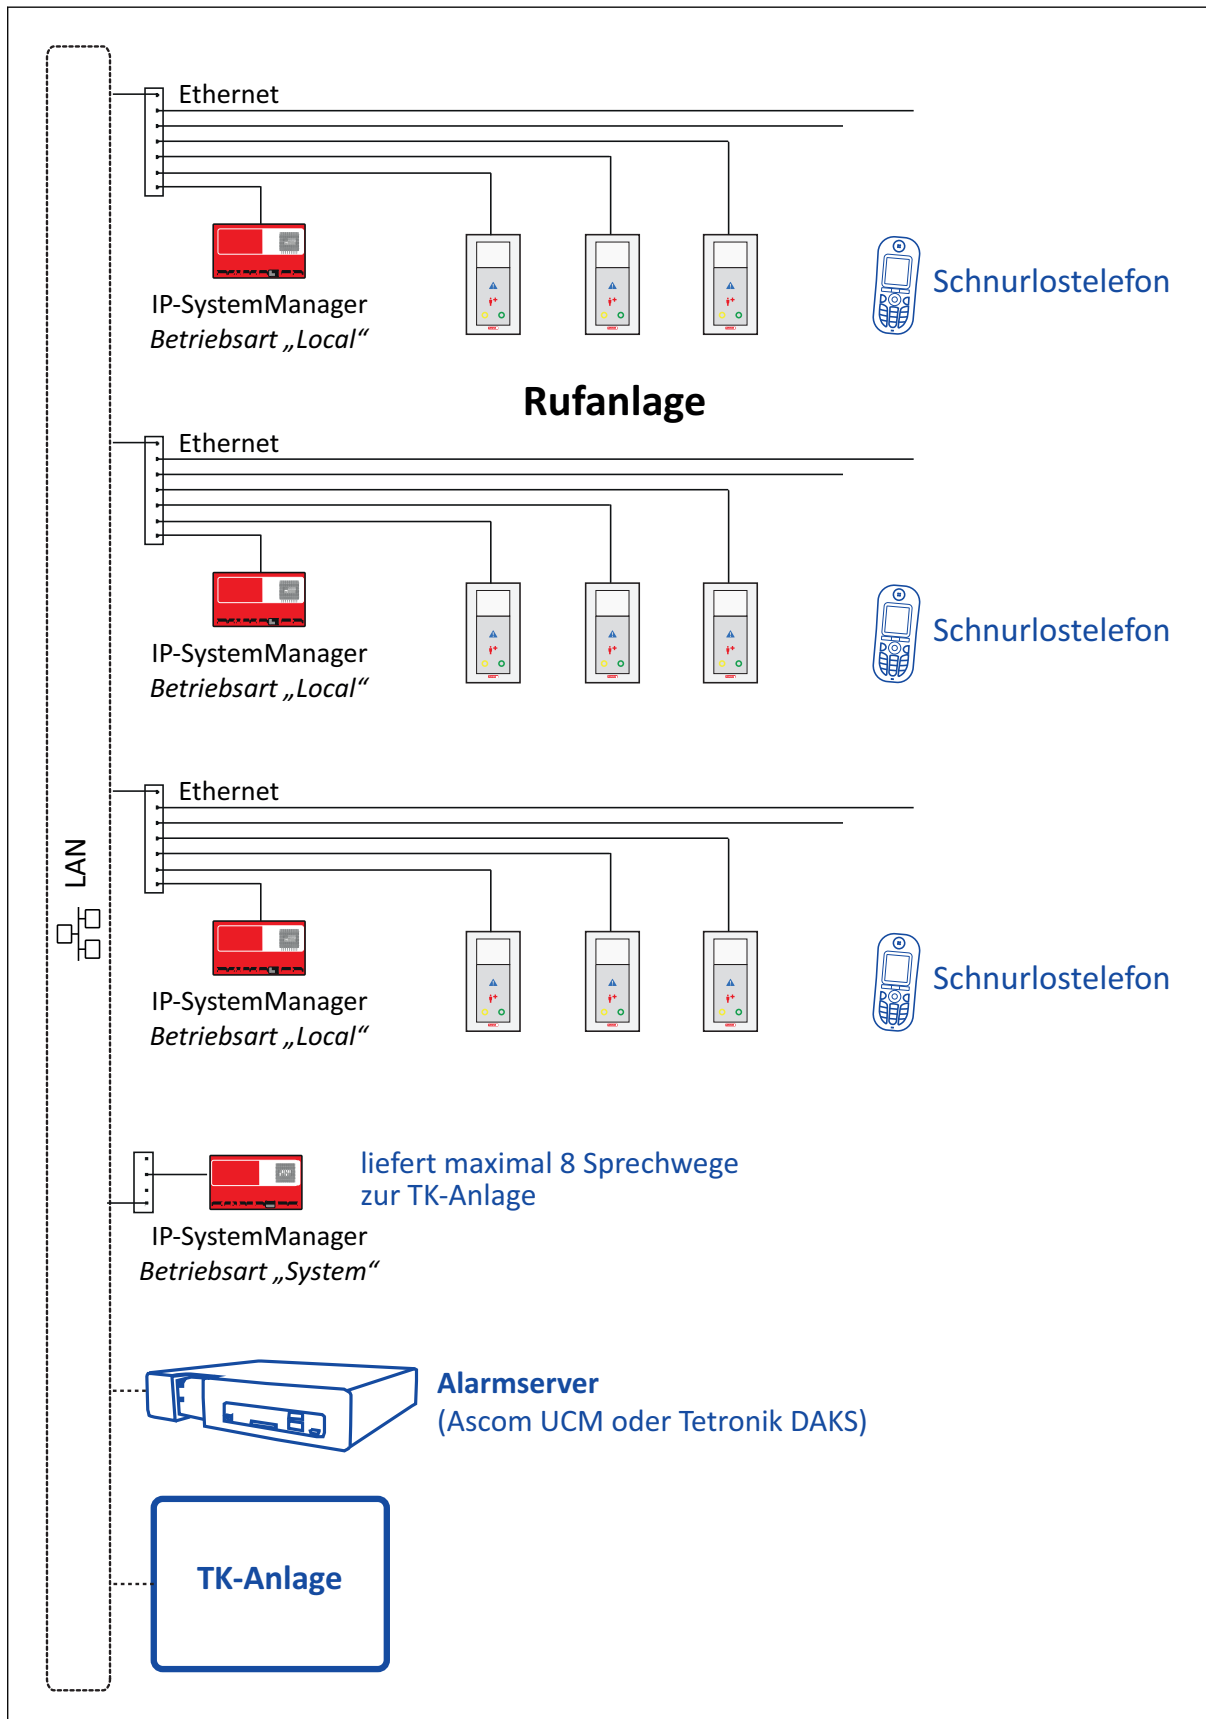 Ethernet
IP-SystemManager
Betriebsart „Local“
Schnurlostelefon
Rufanlage
Ethernet
IP-SystemManager
Betriebsart „Local“
Schnurlostelefon
Ethernet
IP-SystemManager
Betriebsart „Local“
Schnurlostelefon
LAN
liefert maximal 8 Sprechwege
zur TK-Anlage
IP-SystemManager
Betriebsart „System“
Alarmserver
(Ascom UCM oder Tetronik DAKS)
TK-Anlage